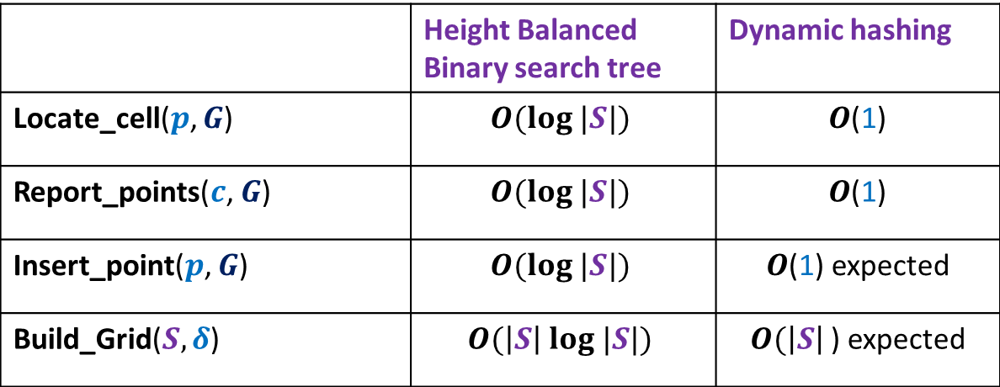 Height Balanced Binary search tree
Dynamic hashing
Locate_cell(p, G)
O(log |S|)
O(1)
Report_points(c, G)
O(log |S|)
O(1)
Insert_point(p, G)
O(log |S|)
O(1) expected
Build_Grid(S, δ)
O(|S| log |S|)
O(|S| ) expected